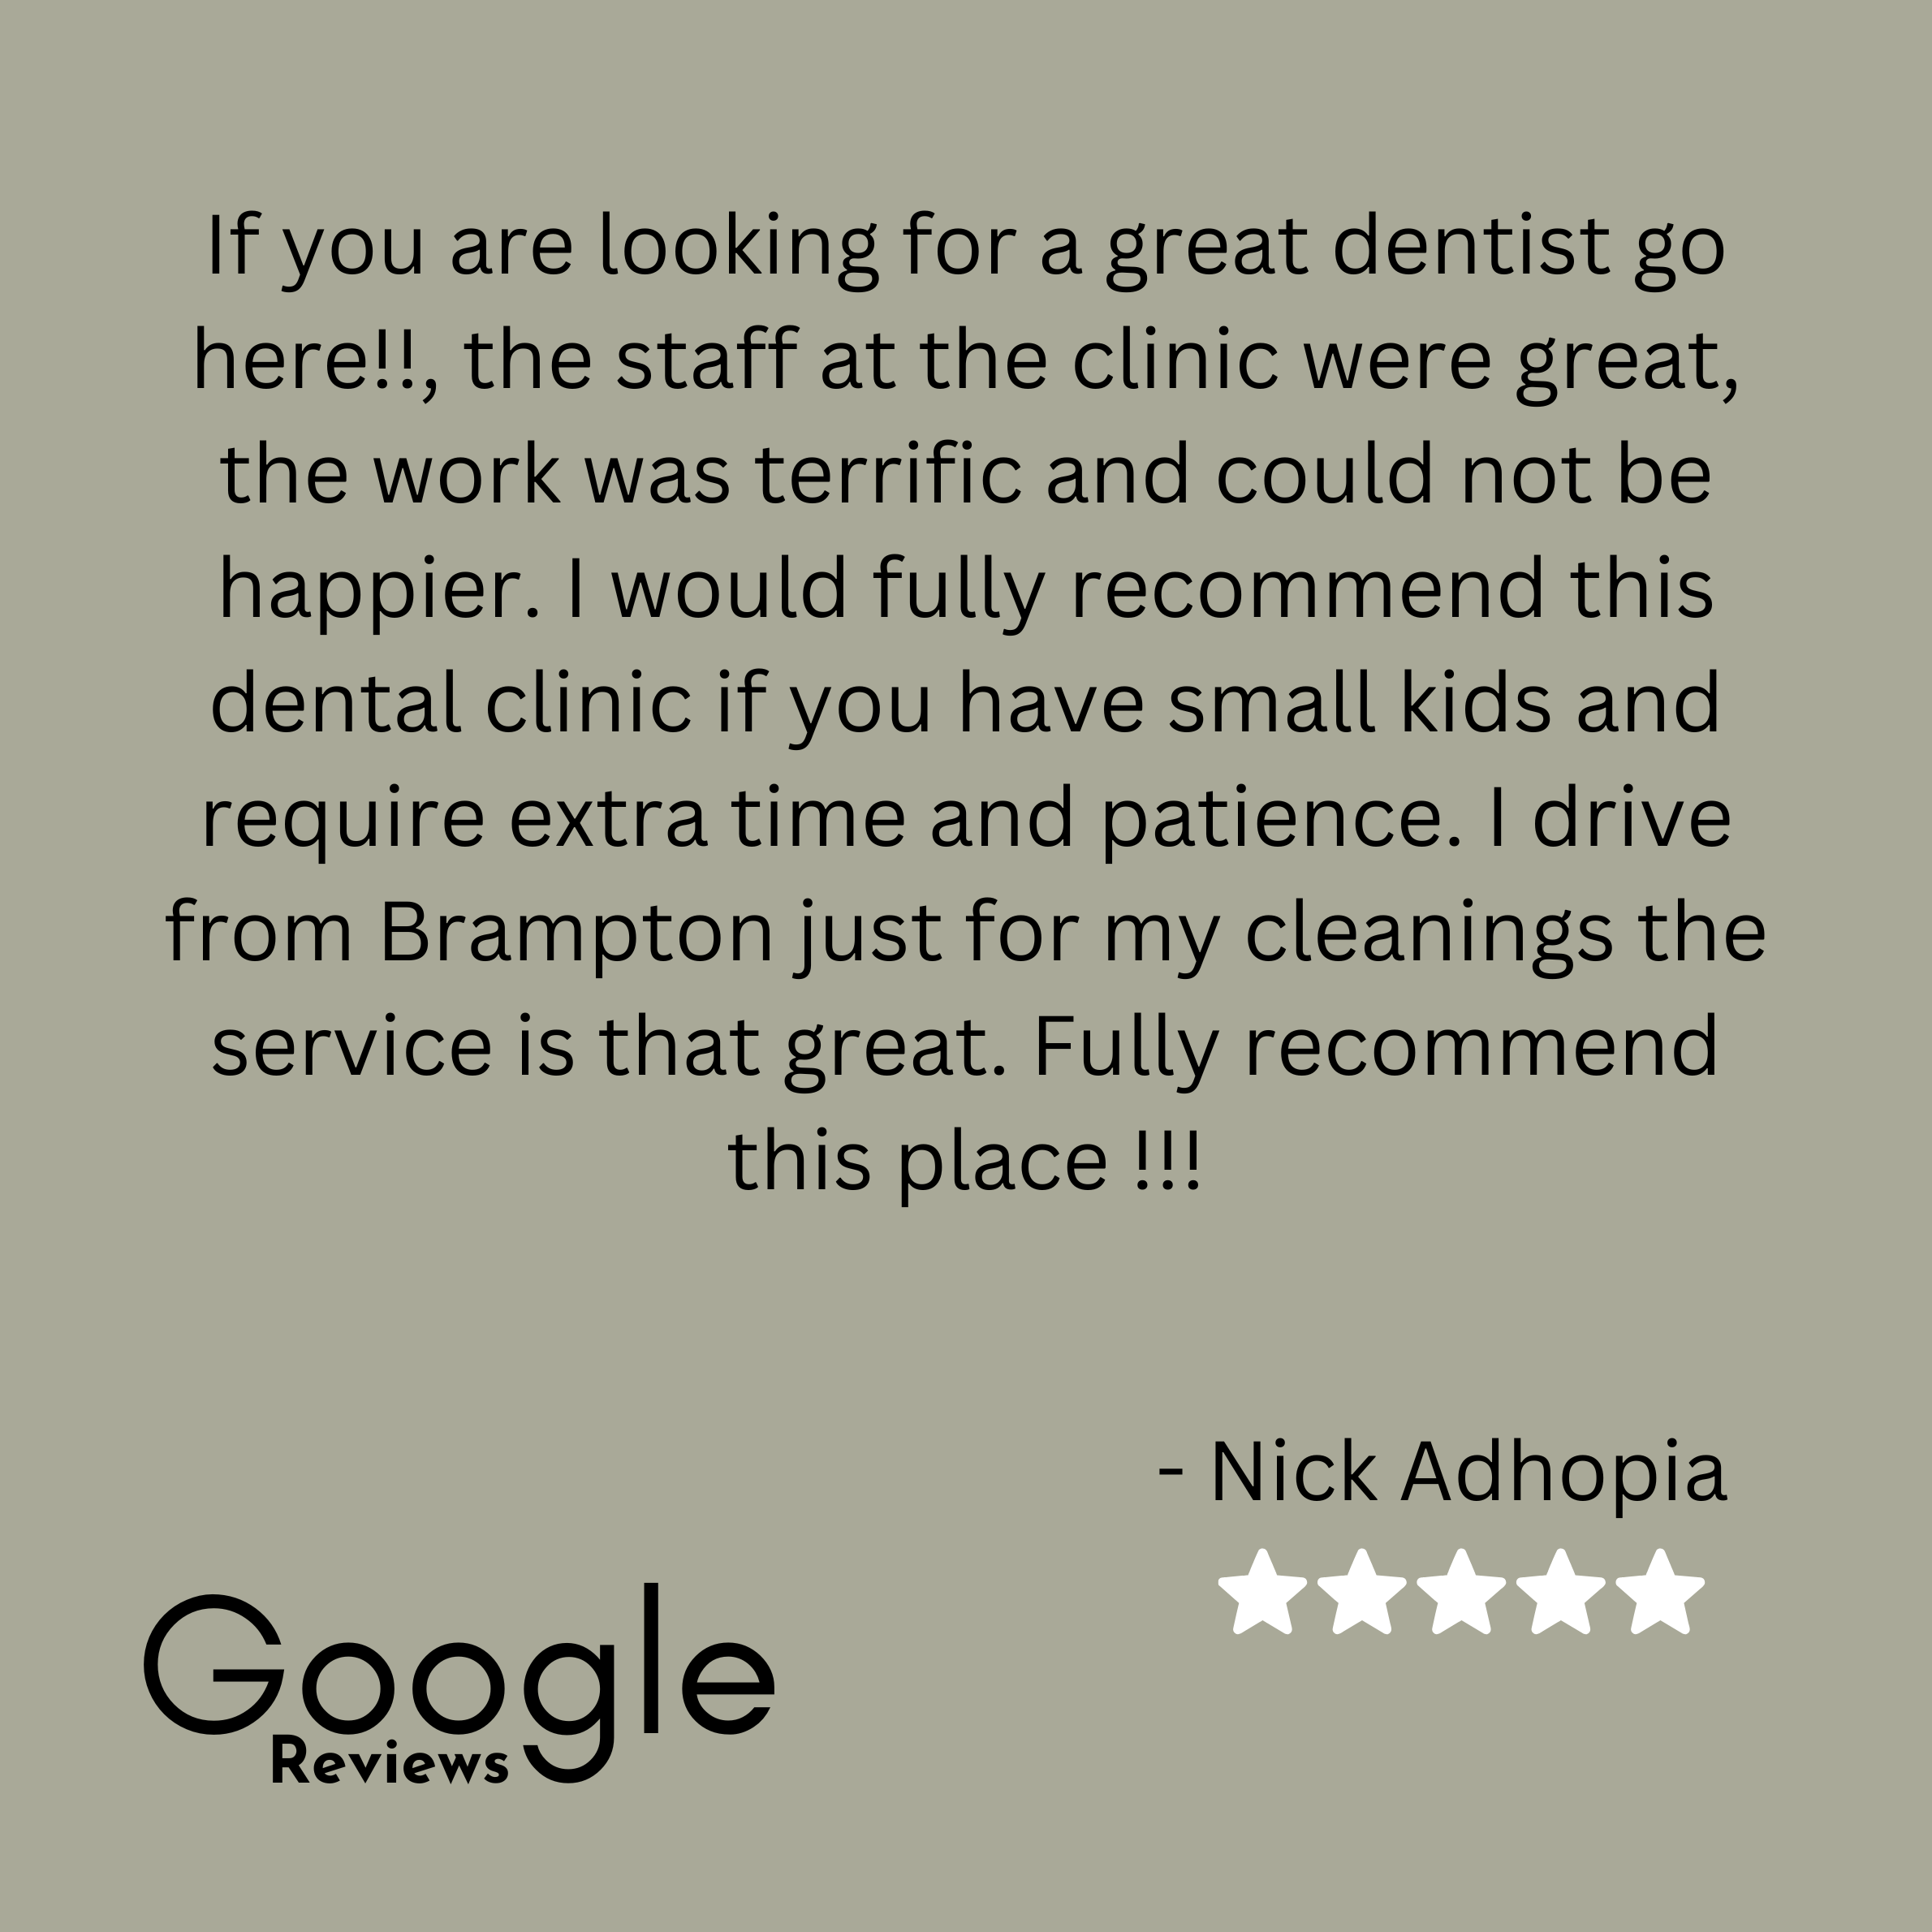 If you are looking for a great dentist go
here!!, the staff at the clinic were great,
the work was terrific and could not be
happier. I would fully recommend this
dental clinic if you have small kids and
require extra time and patience. I drive
from Brampton just for my cleanings the
service is that great. Fully recommend
this place !!!
- Nick Adhopia
Google
Reviews